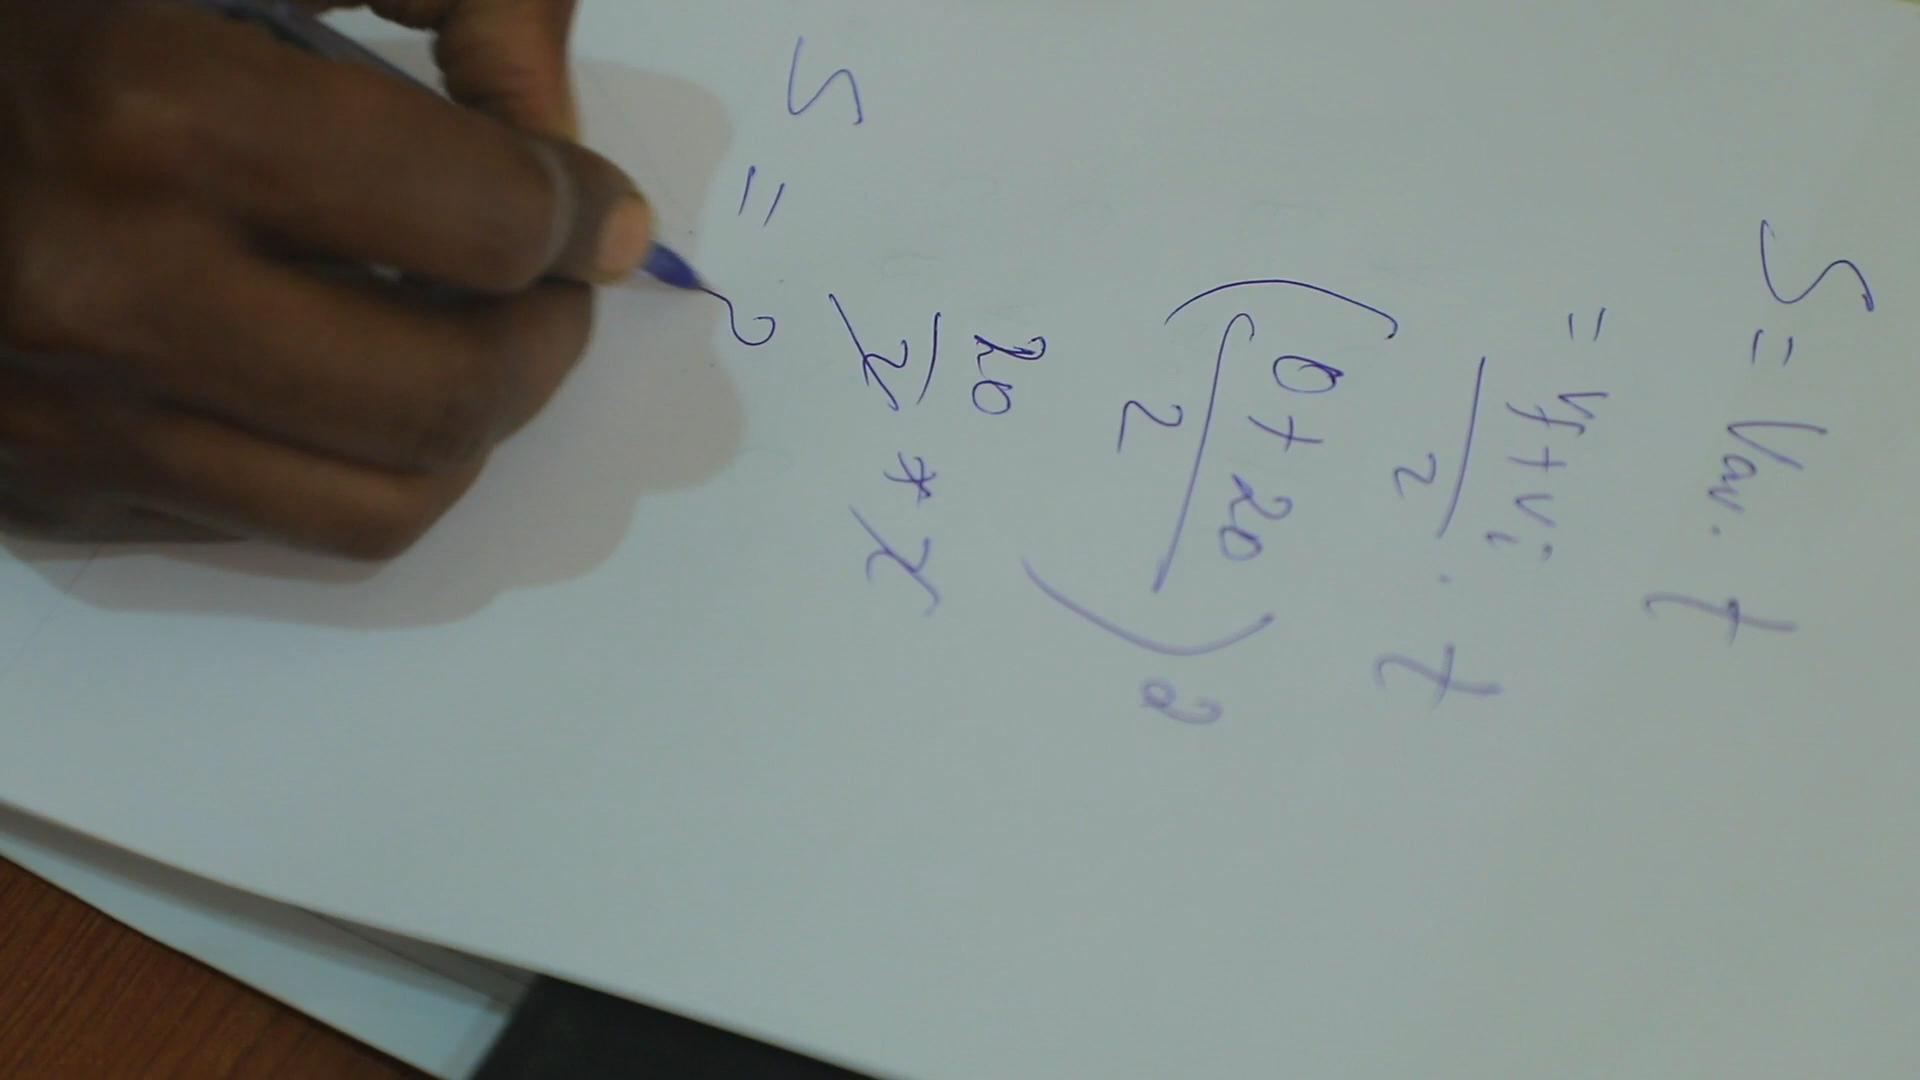 S = Vav. t
= Vf+Vi/2 . t
(0 + 20/2) 2
20/2 * 2
S = 2